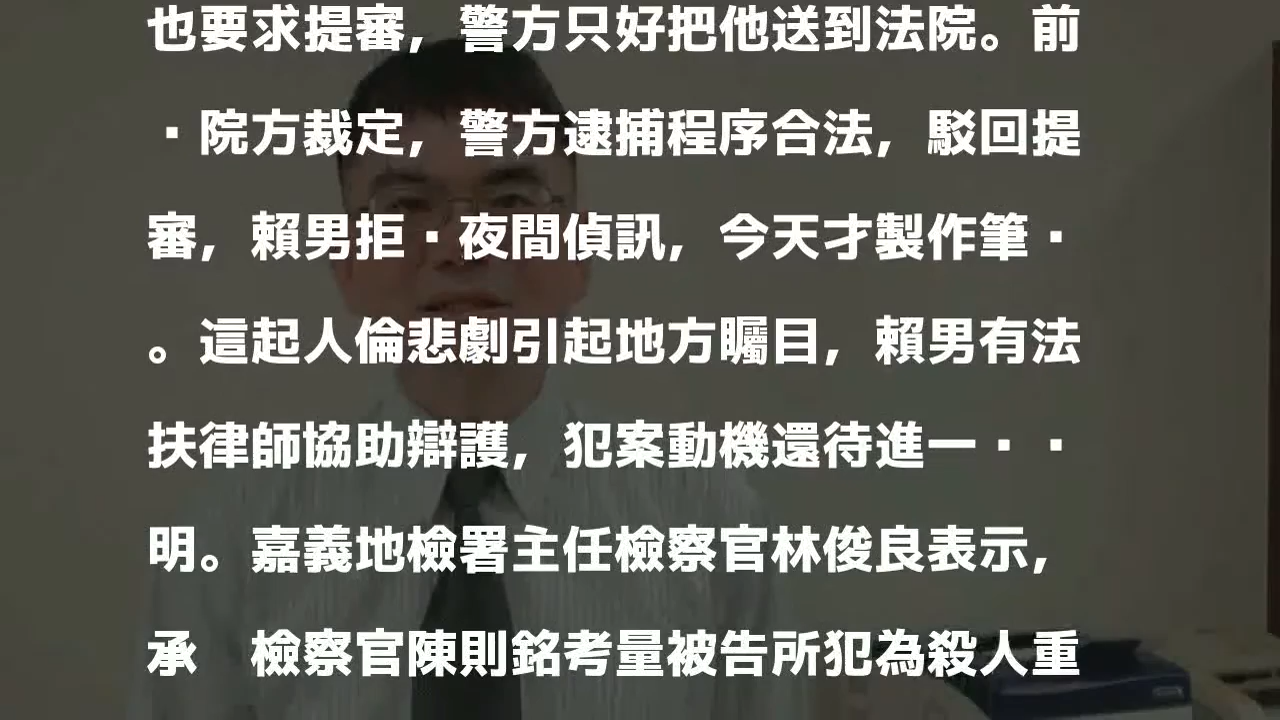 也要求提審，警方只好把他送到法院。前
·院方裁定，警方逮捕程序合法，駁回提
審，賴男拒·夜間偵訊，今天才製作筆·
。這起人倫悲劇引起地方矚目，賴男有法
扶律師協助辯護，犯案動機還待進一··
明。嘉義地檢署主任檢察官林俊良表示，
承　檢察官陳則銘考量被告所犯為殺人重